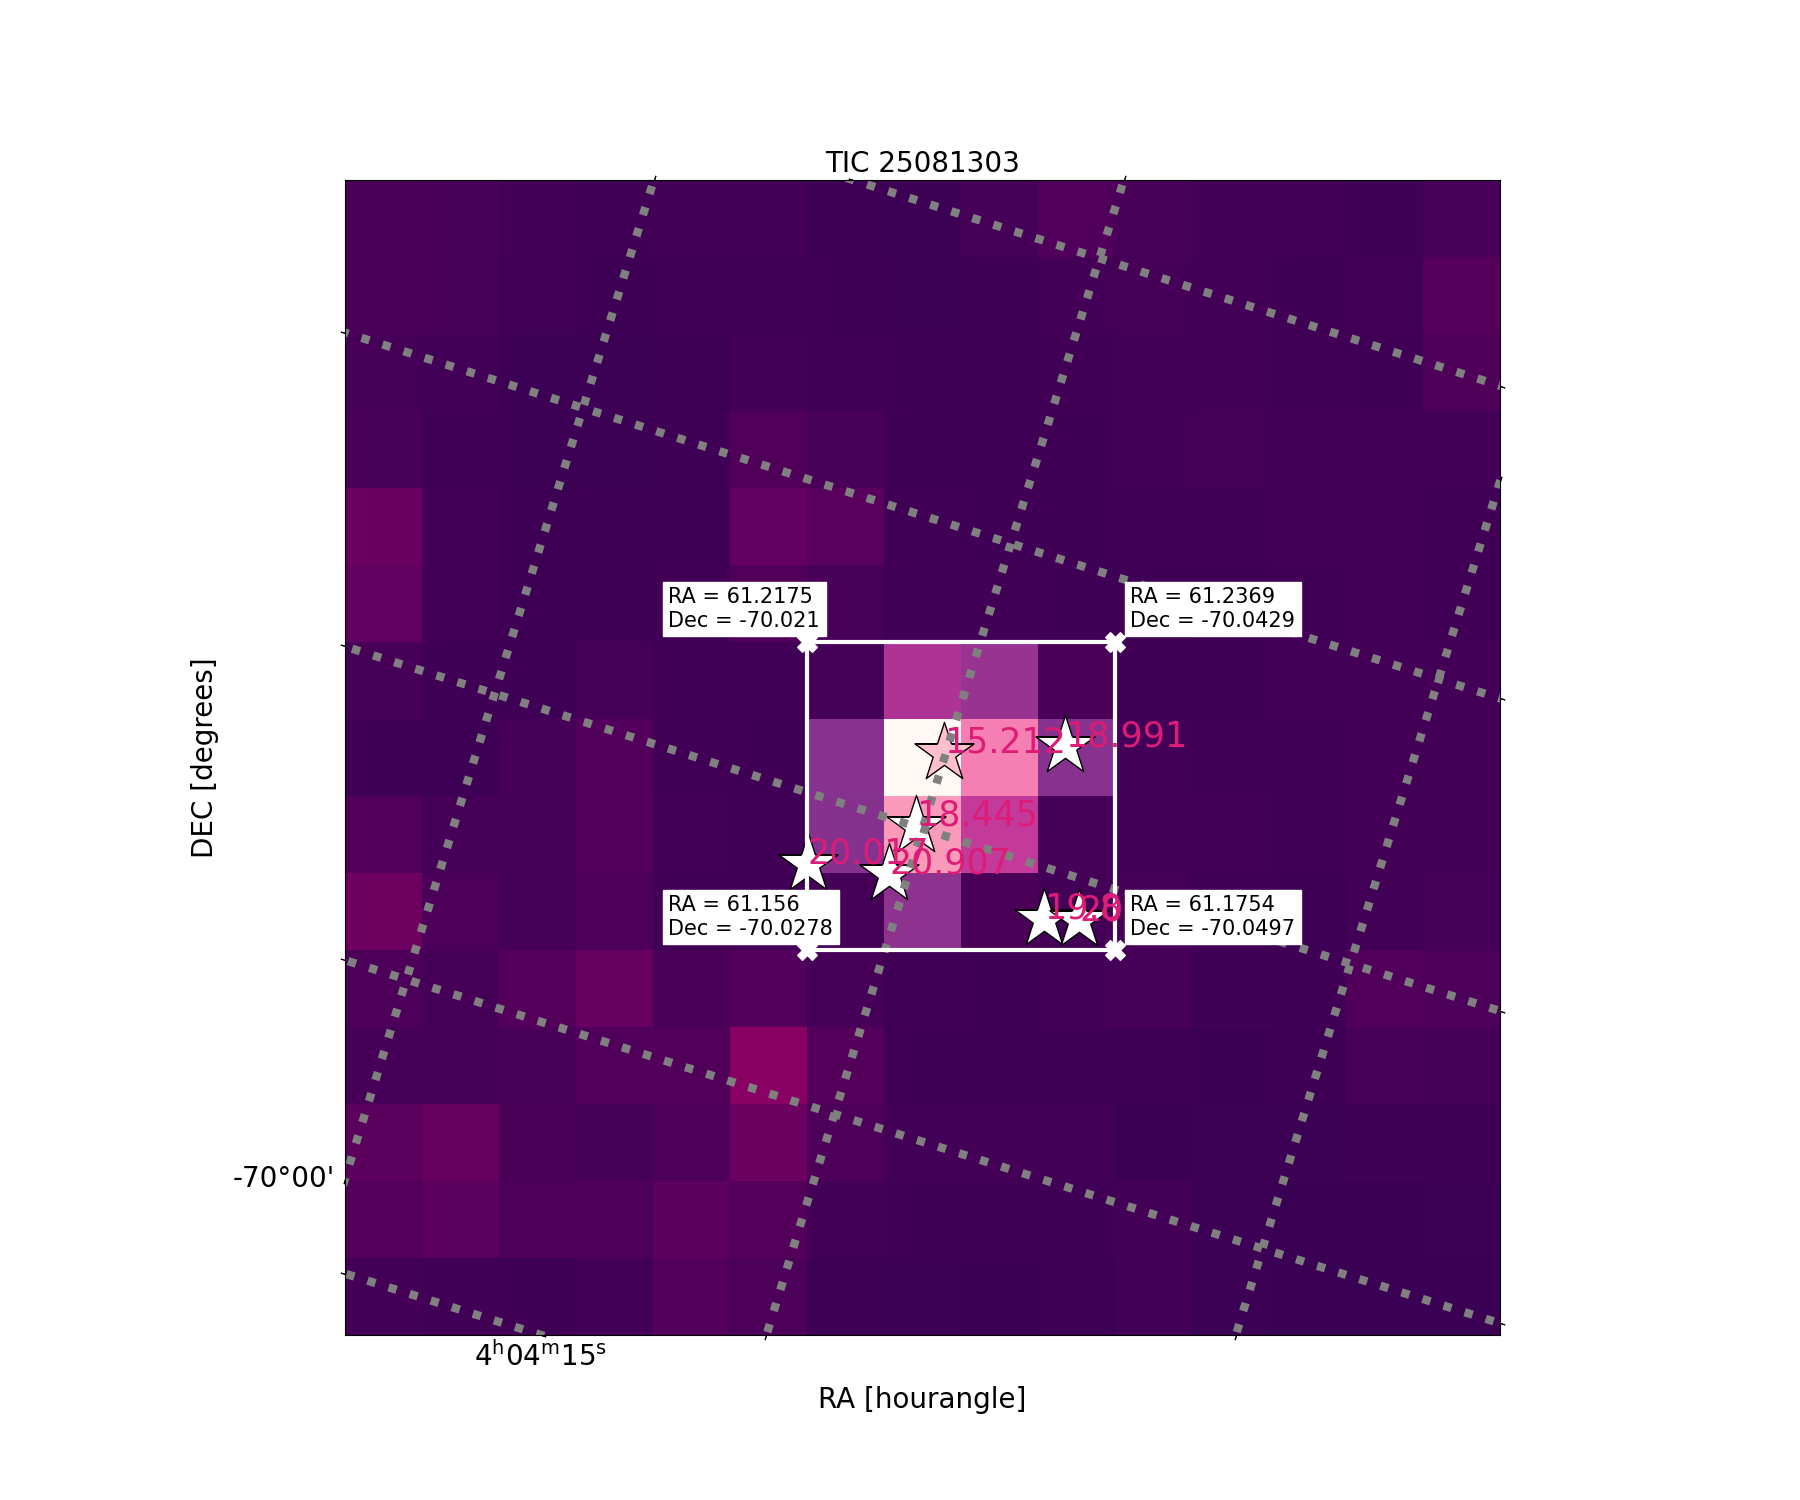 TIC 25081303
RA = 61.2175
Dec = -70.021
RA = 61.2369
Dec = -70.0429
15.212
18.991
18.445
20.017
20.907
RA = 61.156
Dec = -70.0278
RA = 61.1754
Dec = -70.0497
DEC [degrees]
-70°00'
4h04m15s
RA [hourangle]